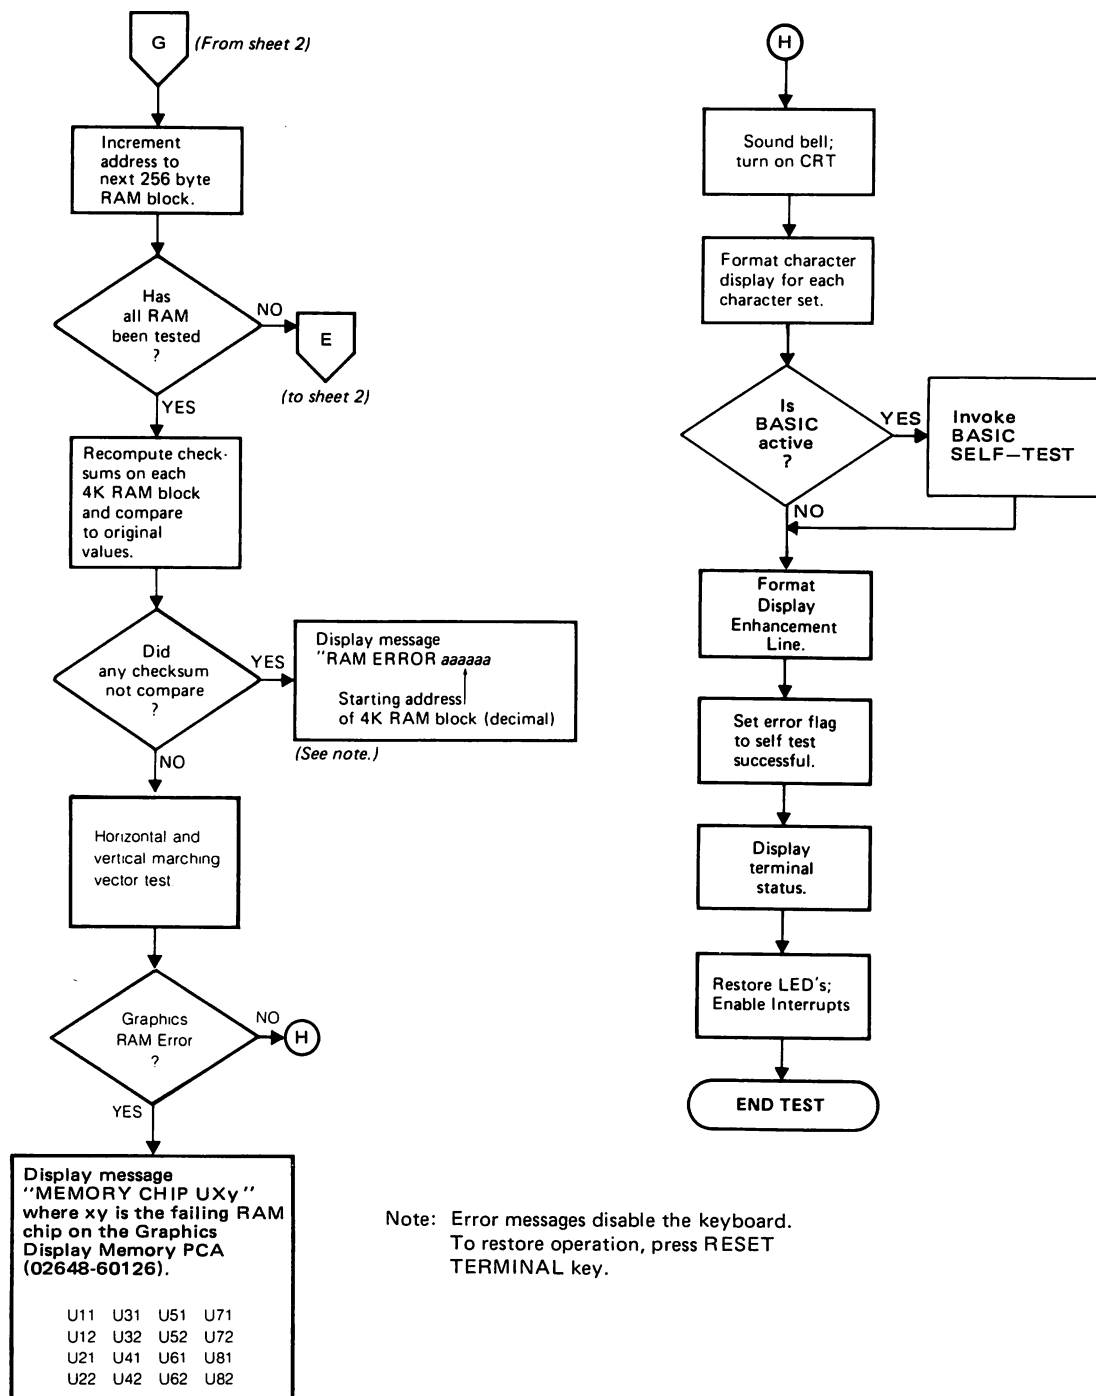 G
(From sheet 2)
Increment
address to
next 256 byte
RAM block.
Has
all RAM
been tested
?
NO
E
(to sheet 2)
YES
Recompute check-
sums on each
4K RAM block
and compare
to original
values.
Did
any checksum
not compare
?
YES
Display message
"RAM ERROR aaaaaa
Starting address
of 4K RAM block (decimal)
(See note.)
NO
Horizontal and
vertical marching
vector test
Graphics
RAM Error
?
NO
H
YES
Display message
"MEMORY CHIP UXy"
where xy is the failing RAM
chip on the Graphics
Display Memory PCA
(02648-60126).
U11 U31 U51 U71
U12 U32 U52 U72
U21 U41 U61 U81
U22 U42 U62 U82
H
Sound bell;
turn on CRT
Format character
display for each
character set.
Is
BASIC
active
?
YES
Invoke
BASIC
SELF-TEST
NO
Format
Display
Enhancement
Line.
Set error flag
to self test
successful.
Display
terminal
status.
Restore LED's;
Enable Interrupts
END TEST
Note: Error messages disable the keyboard.
To restore operation, press RESET
TERMINAL key.